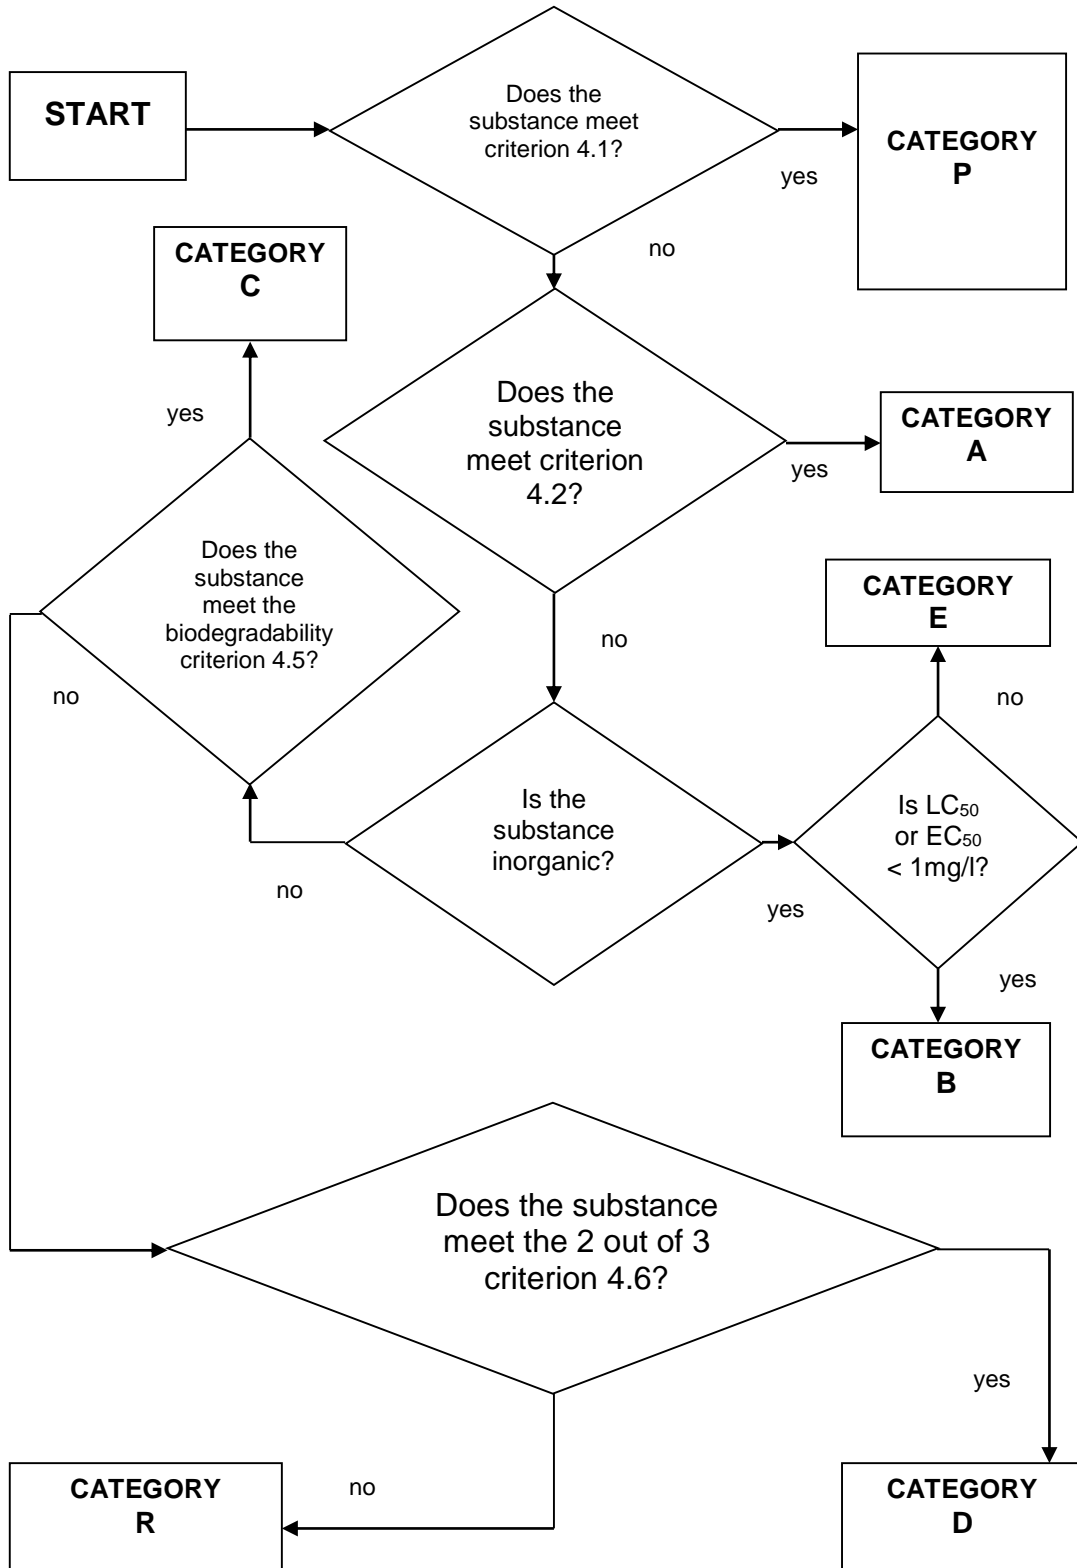 START
Does the
substance meet
criterion 4.1?
yes
CATEGORY
P
no
CATEGORY
C
yes
Does the
substance
meet criterion
4.2?
yes
CATEGORY
A
Does the
substance
meet the
biodegradability
criterion 4.5?
no
no
CATEGORY
E
no
Is the
substance
inorganic?
no
yes
Is LC50
or EC50
< 1mg/l?
yes
CATEGORY
B
Does the substance
meet the 2 out of 3
criterion 4.6?
yes
no
CATEGORY
R
CATEGORY
D